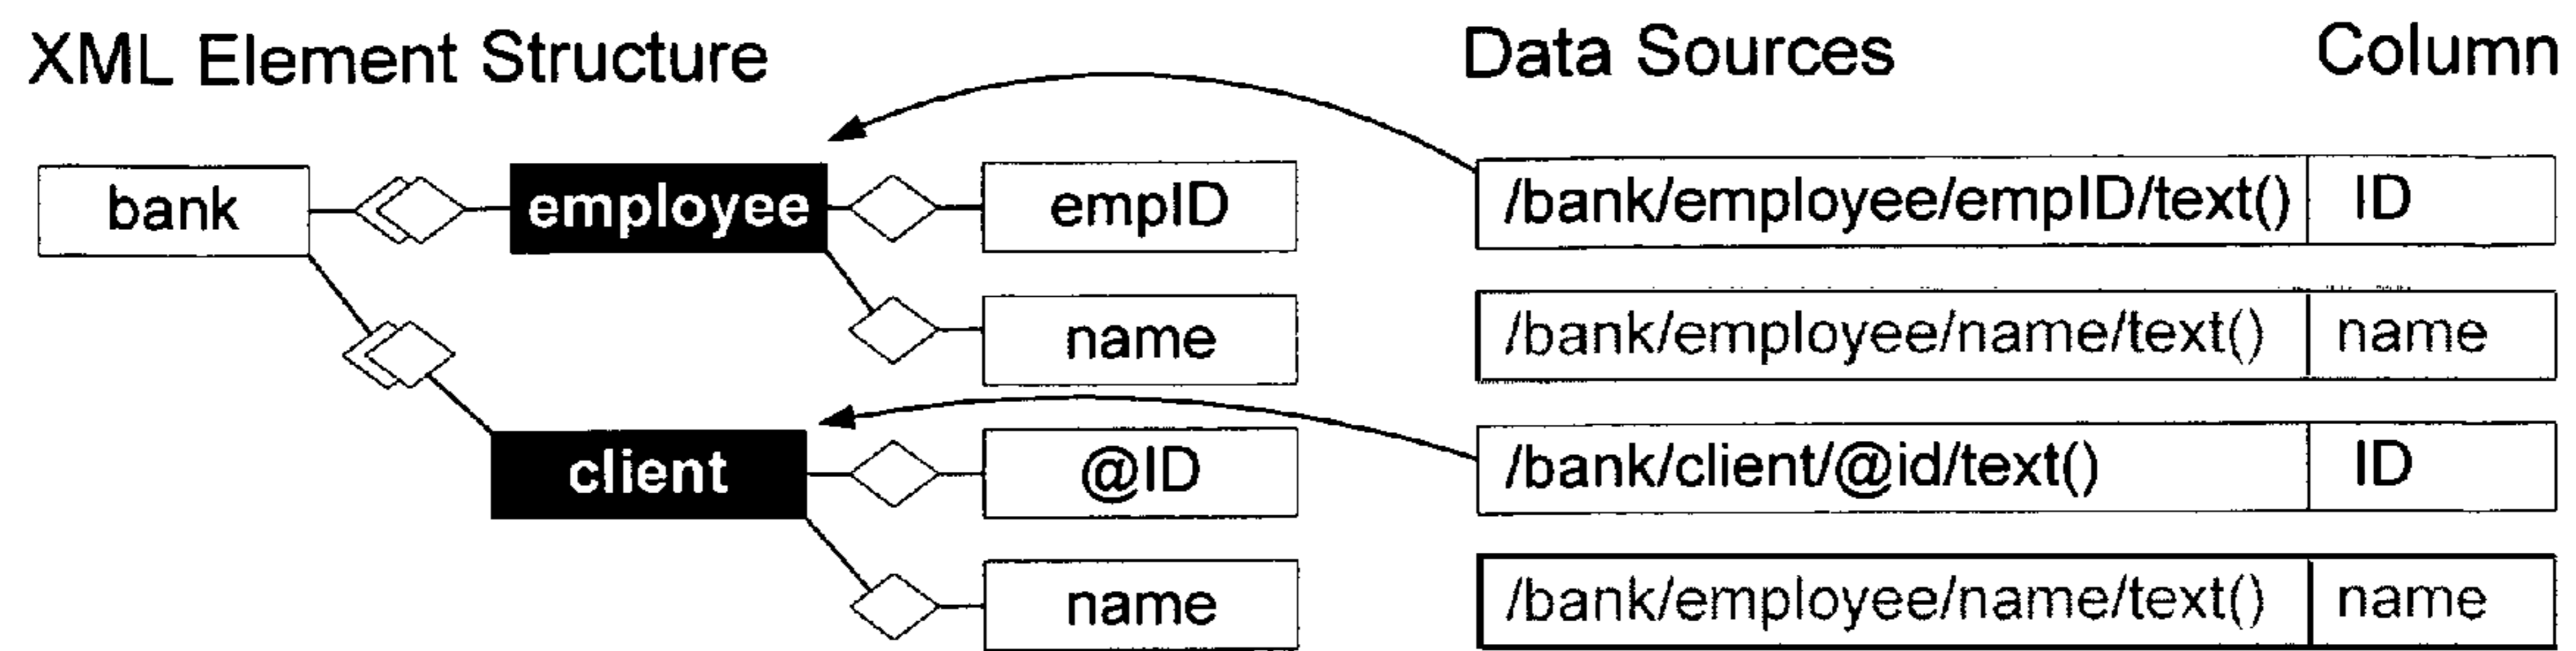 XML Element Structure Data Sources Column
bank employee empID /bank/employee/empID/text() ID
name /bank/employee/name/text() name
client @ID /bank/client/@id/text() ID
name /bank/employee/name/text() name